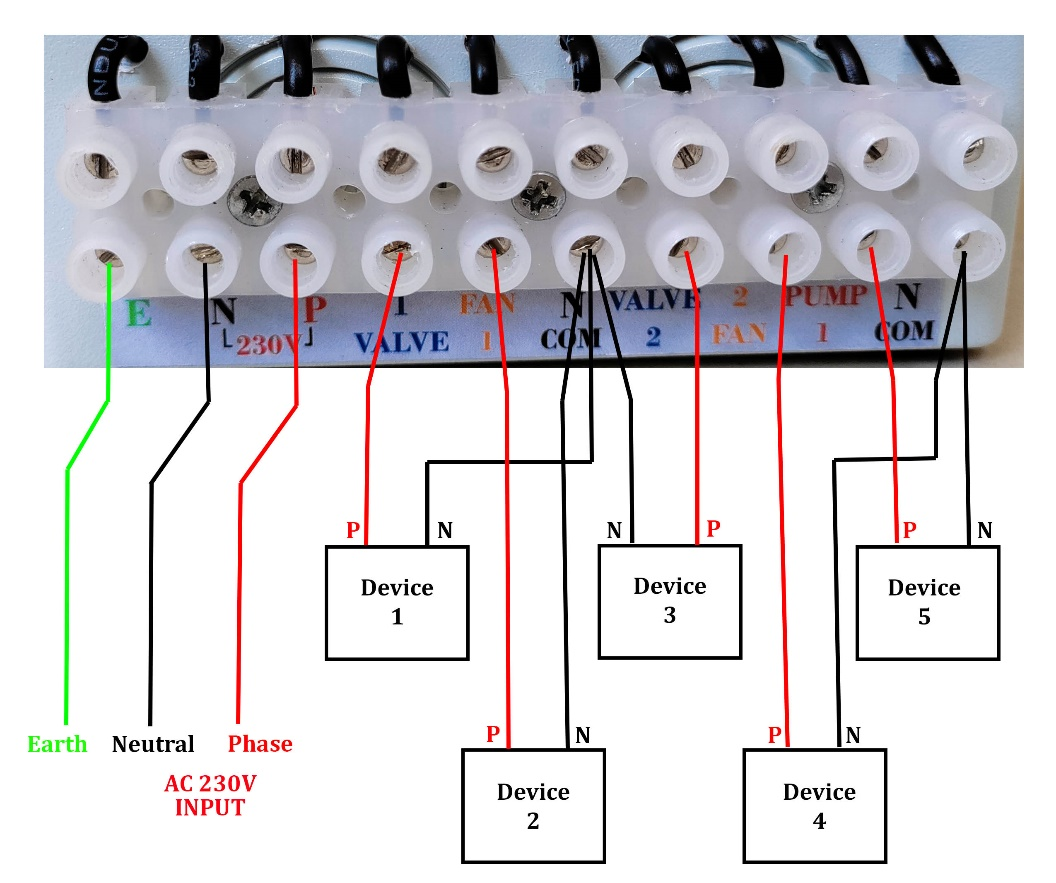 NDU
E N P 1 FAN N VALVE 2 PUMP N
230V VALVE 1 COM 2 FAN 1 COM
P N
N P
P N
Device
1
Device
3
Device
5
P N
P N
Earth Neutral Phase
AC 230V
INPUT
Device
2
Device
4